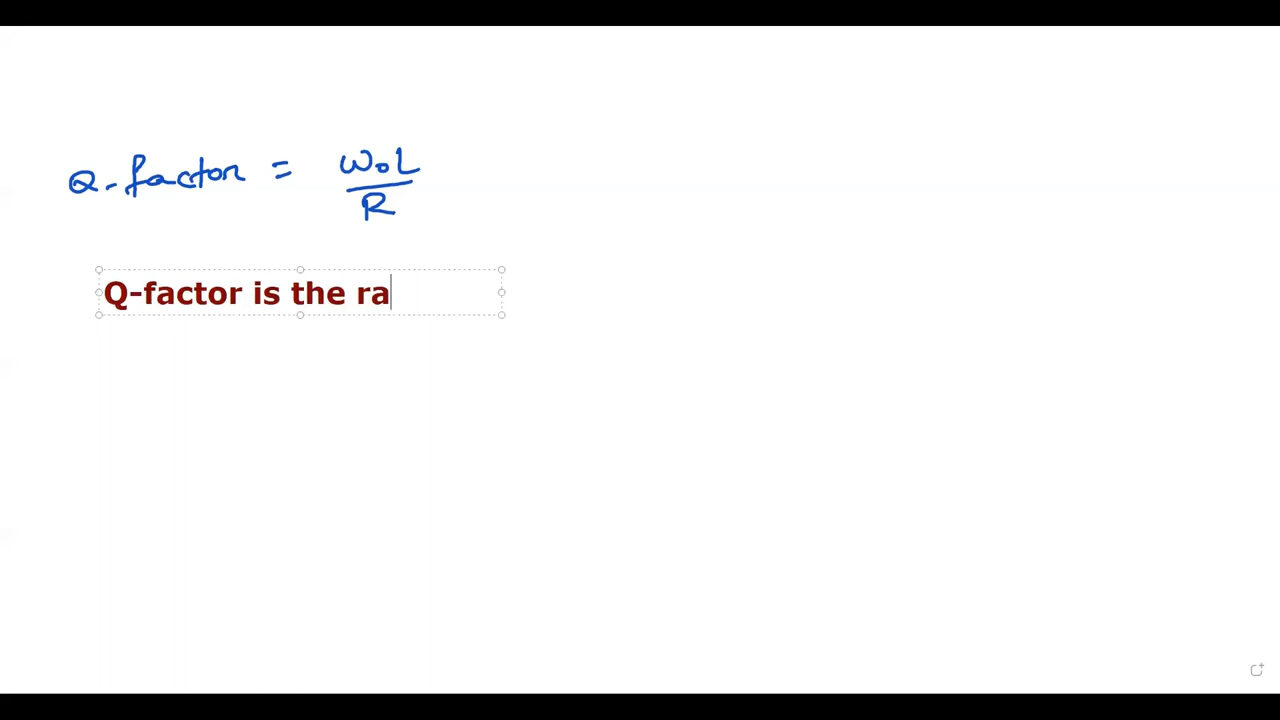 Q-factor = ω₀L / R
Q-factor is the ra